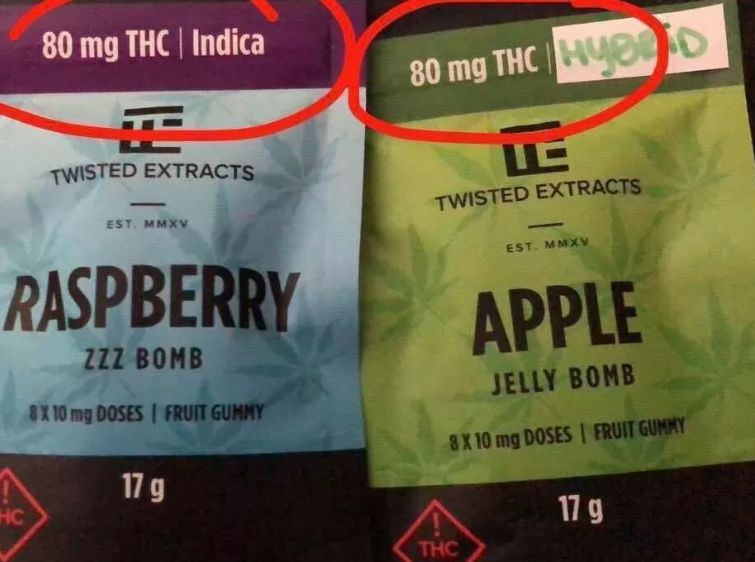 80 mg THC | Indica
TWISTED EXTRACTS
EST. MMXV
RASPBERRY
ZZZ BOMB
8 X 10 mg DOSES | FRUIT GUMMY
17 g
!
HC
80 mg THC | HYBRiD
TWISTED EXTRACTS
EST. MMXV
APPLE
JELLY BOMB
8 X 10 mg DOSES | FRUIT GUMMY
17 g
!
THC